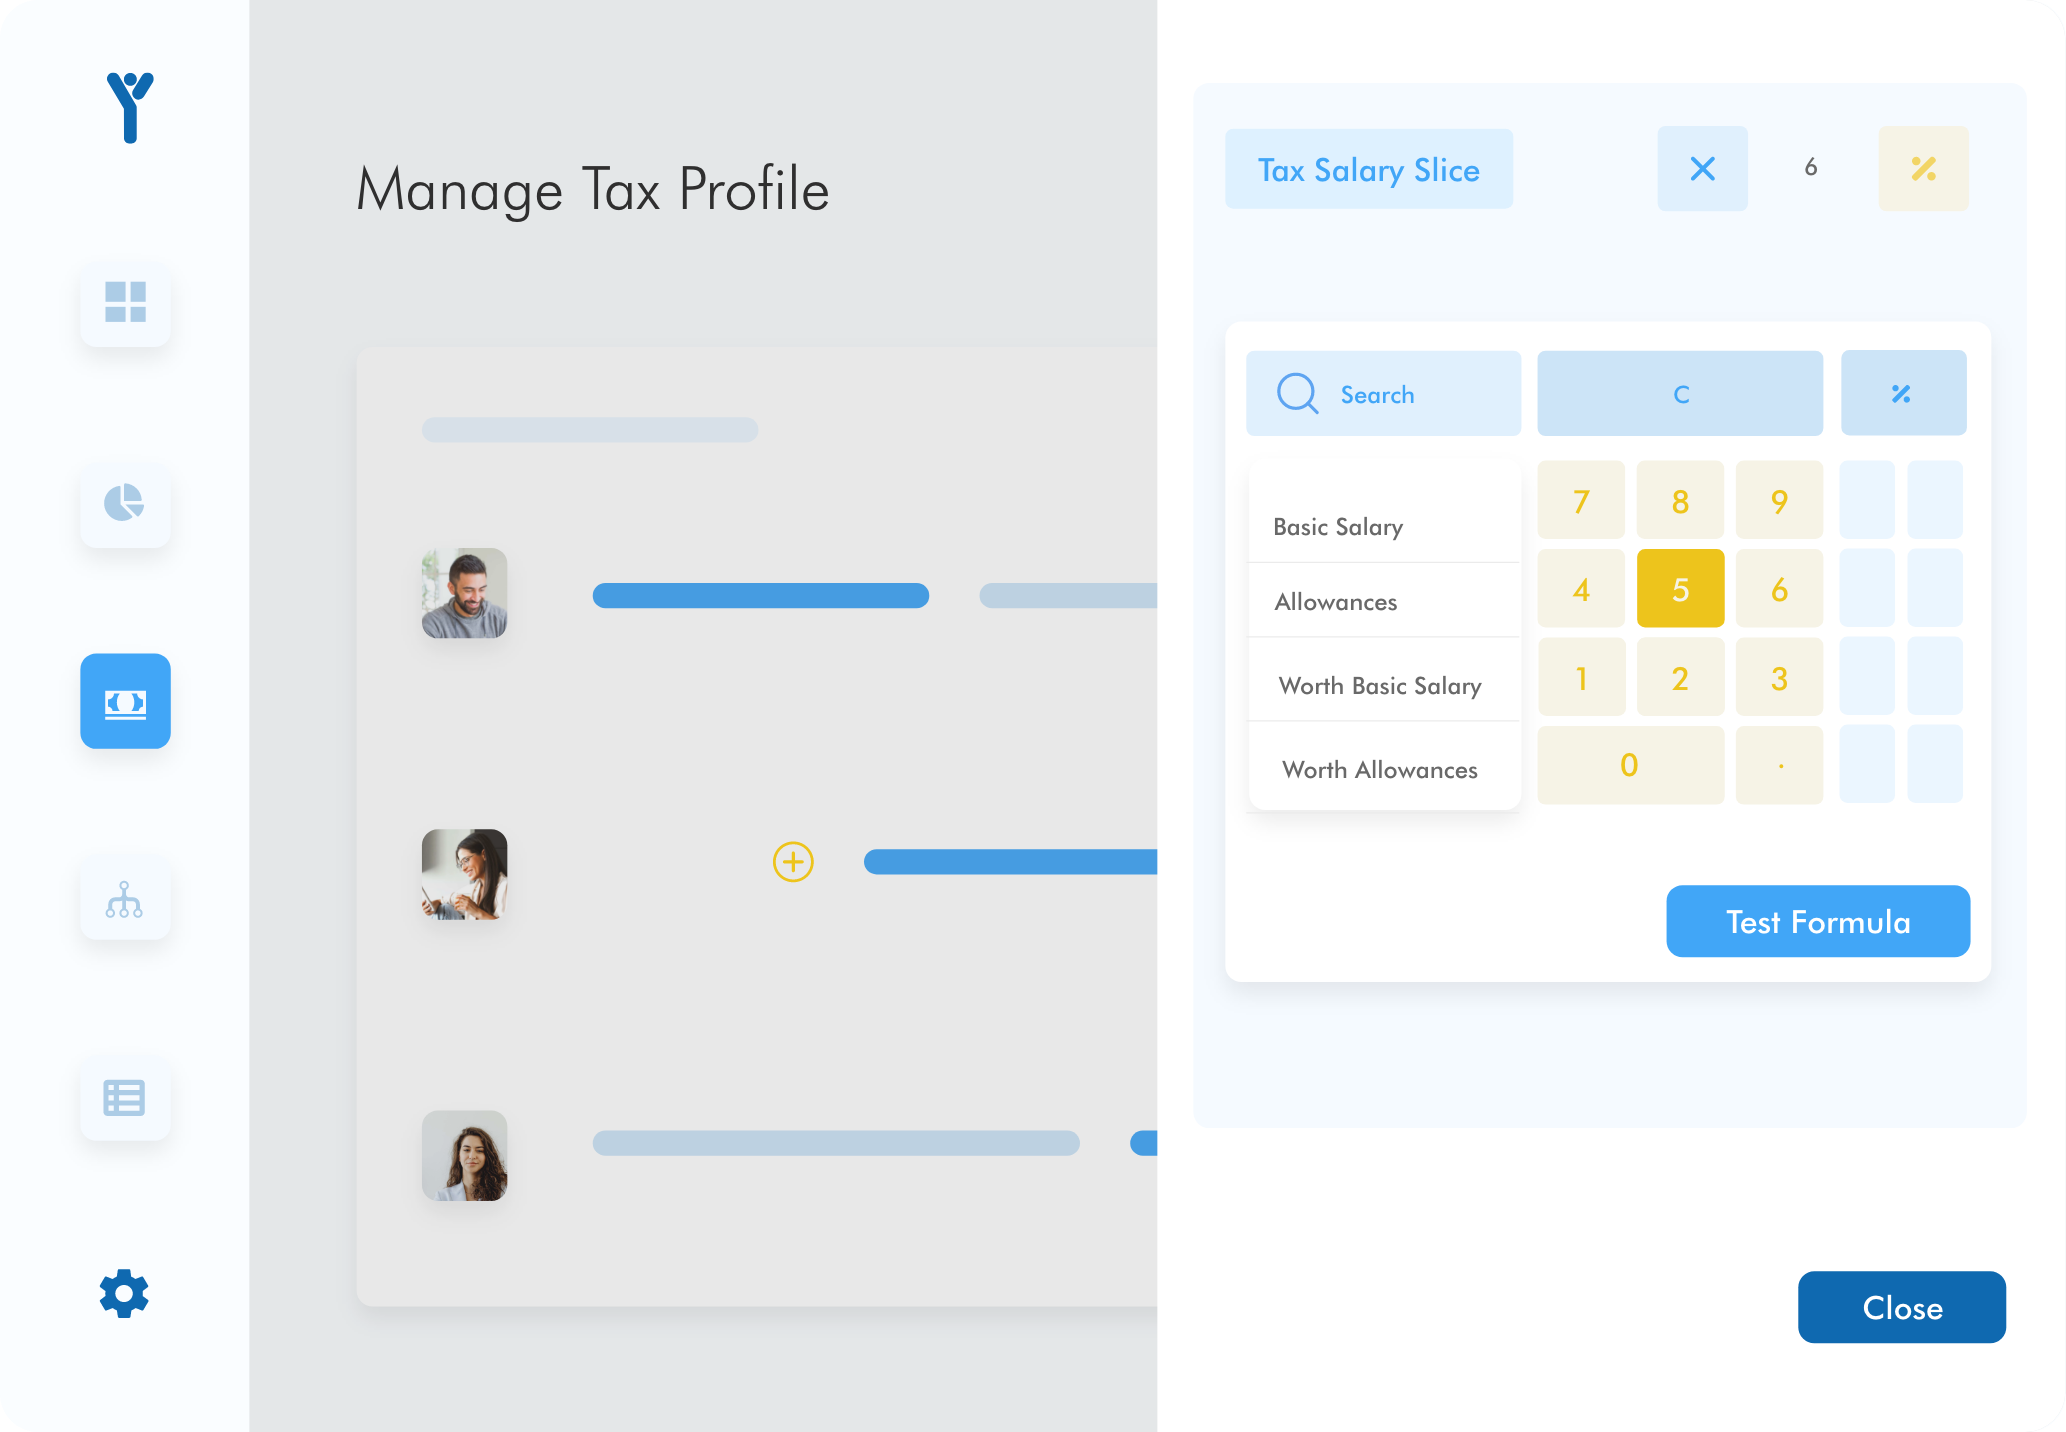 Manage Tax Profile
Tax Salary Slice
6
%
Search
C
%
Basic Salary
Allowances
Worth Basic Salary
Worth Allowances
7 8 9
4 5 6
1 2 3
0 .
Test Formula
Close